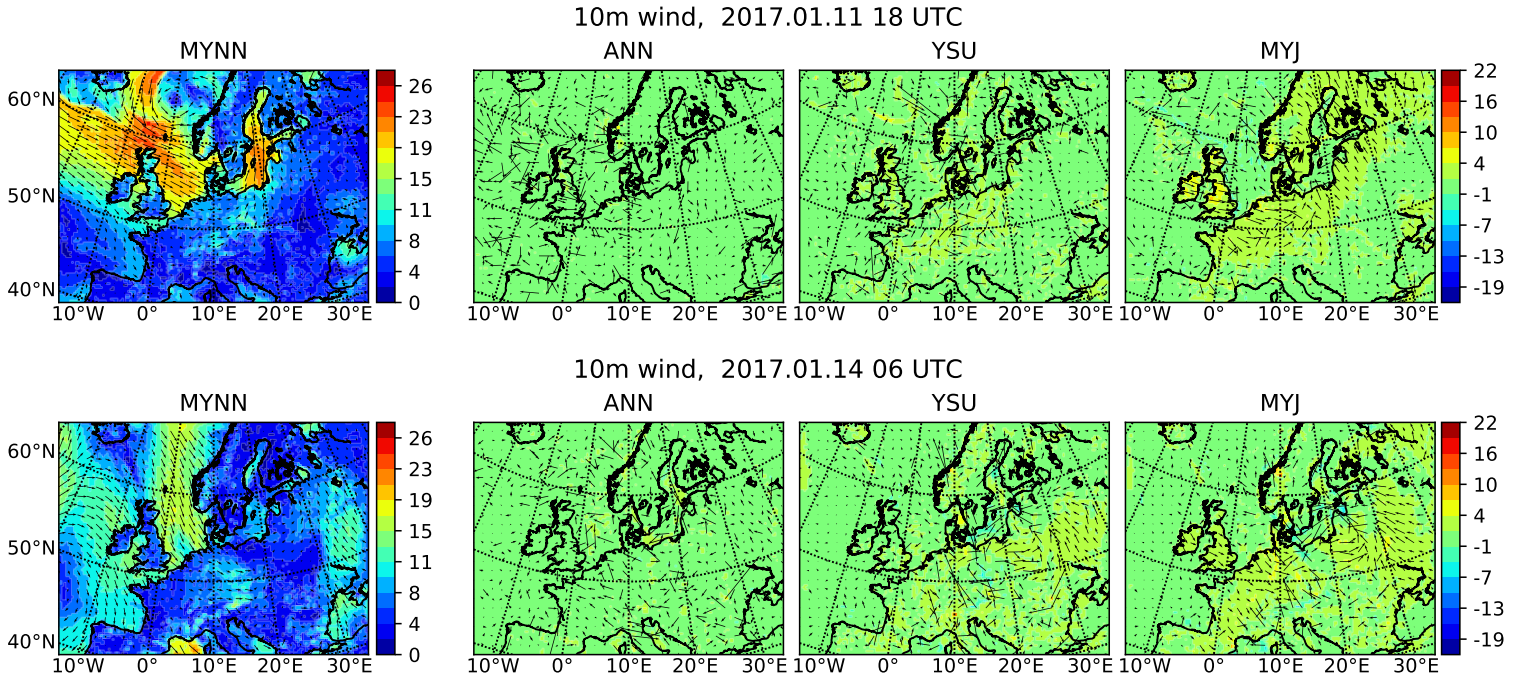 10m wind,  2017.01.11 18 UTC
MYNN
ANN
YSU
MYJ
60°N
50°N
40°N
10°W 0° 10°E 20°E 30°E
26
23
19
15
11
8
4
0
10°W 0° 10°E 20°E 30°E
10°W 0° 10°E 20°E 30°E
10°W 0° 10°E 20°E 30°E
22
16
10
4
-1
-7
-13
-19
10m wind,  2017.01.14 06 UTC
MYNN
ANN
YSU
MYJ
60°N
50°N
40°N
10°W 0° 10°E 20°E 30°E
26
23
19
15
11
8
4
0
10°W 0° 10°E 20°E 30°E
10°W 0° 10°E 20°E 30°E
10°W 0° 10°E 20°E 30°E
22
16
10
4
-1
-7
-13
-19